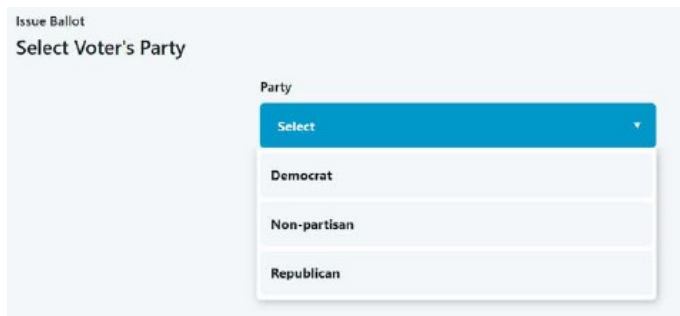 Issue Ballot
Select Voter's Party
Party
Select
Democrat
Non-partisan
Republican